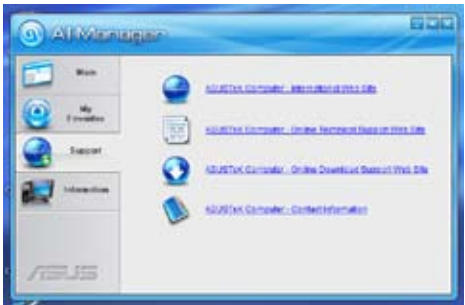 AI Manager
Main
My
Favorites
Support
Information
ASUSTeK Computer - International Web Site
ASUSTeK Computer - Online Technical Support Web Site
ASUSTeK Computer - Online Download Support Web Site
ASUSTeK Computer - Contact Information
ASUS